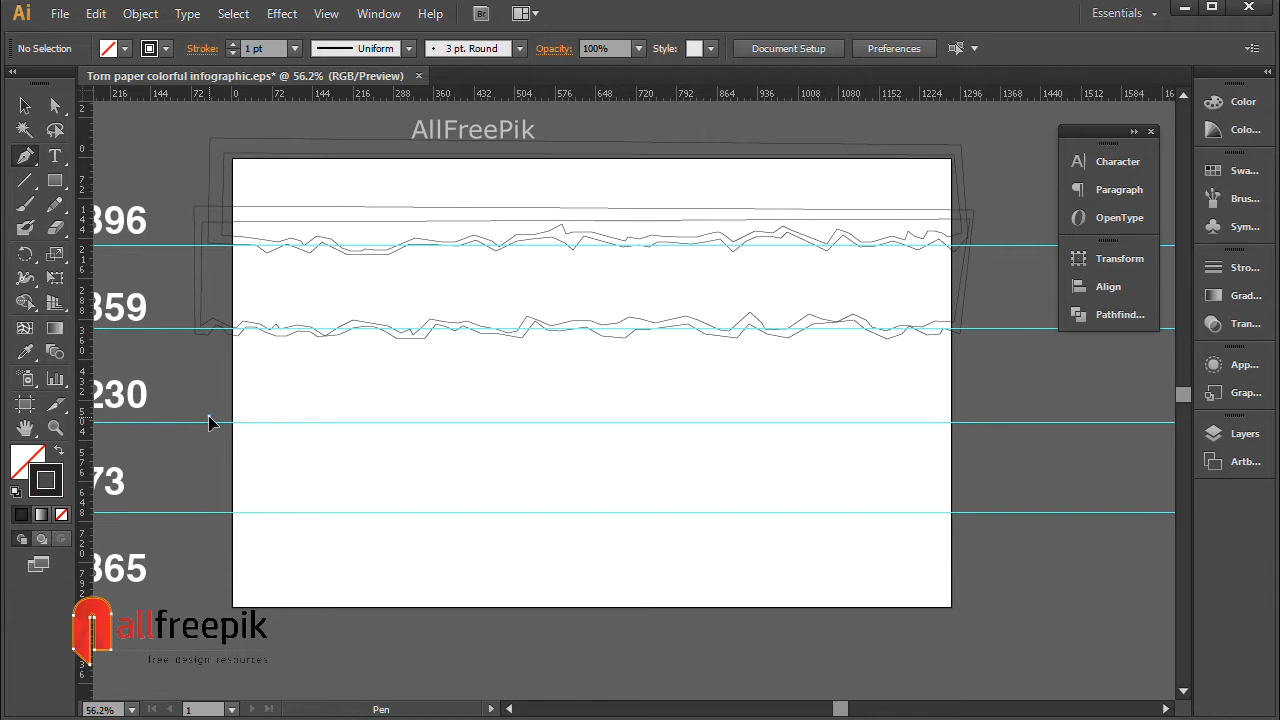 Ai File Edit Object Type Select Effect View Window Help Br Essentials
No Selection Stroke: 1 pt Uniform 3 pt. Round Opacity: 100% Style: Document Setup Preferences
Torn paper colorful infographic.eps* @ 56.2% (RGB/Preview)
216 144 72 0 72 144 216 288 360 432 504 576 648 720 792 864 936 1008 1080 1152 1224 1296 1368 1440 1512 1584
AllFreePik
896
859
230
73
865
allfreepik
free design resources
Character
Paragraph
OpenType
Transform
Align
Pathfind...
Color
Colo...
Swa...
Brus...
Sym...
Stro...
Grad...
Tran...
App...
Grap...
Layers
Artb...
56.2% 1 Pen